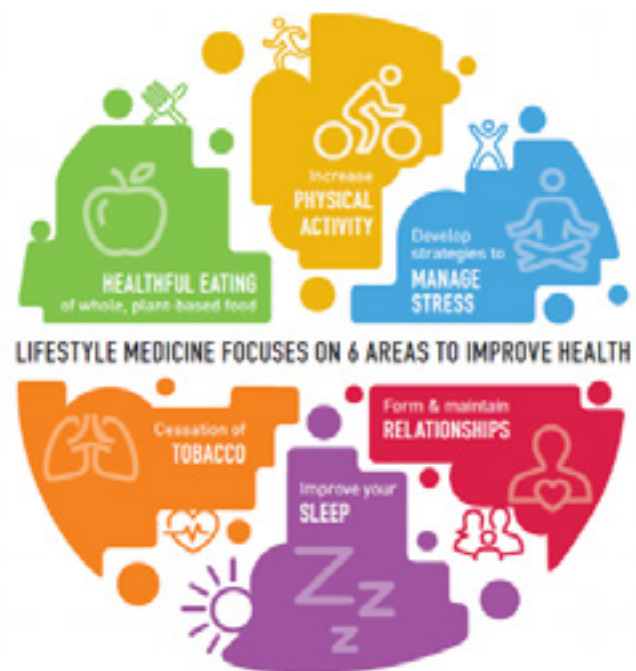 Increase
PHYSICAL
ACTIVITY
HEALTHFUL EATING
of whole, plant-based food
Develop
strategies to
MANAGE
STRESS
LIFESTYLE MEDICINE FOCUSES ON 6 AREAS TO IMPROVE HEALTH
Cessation of
TOBACCO
Improve your
SLEEP
ZZz
Form & maintain
RELATIONSHIPS